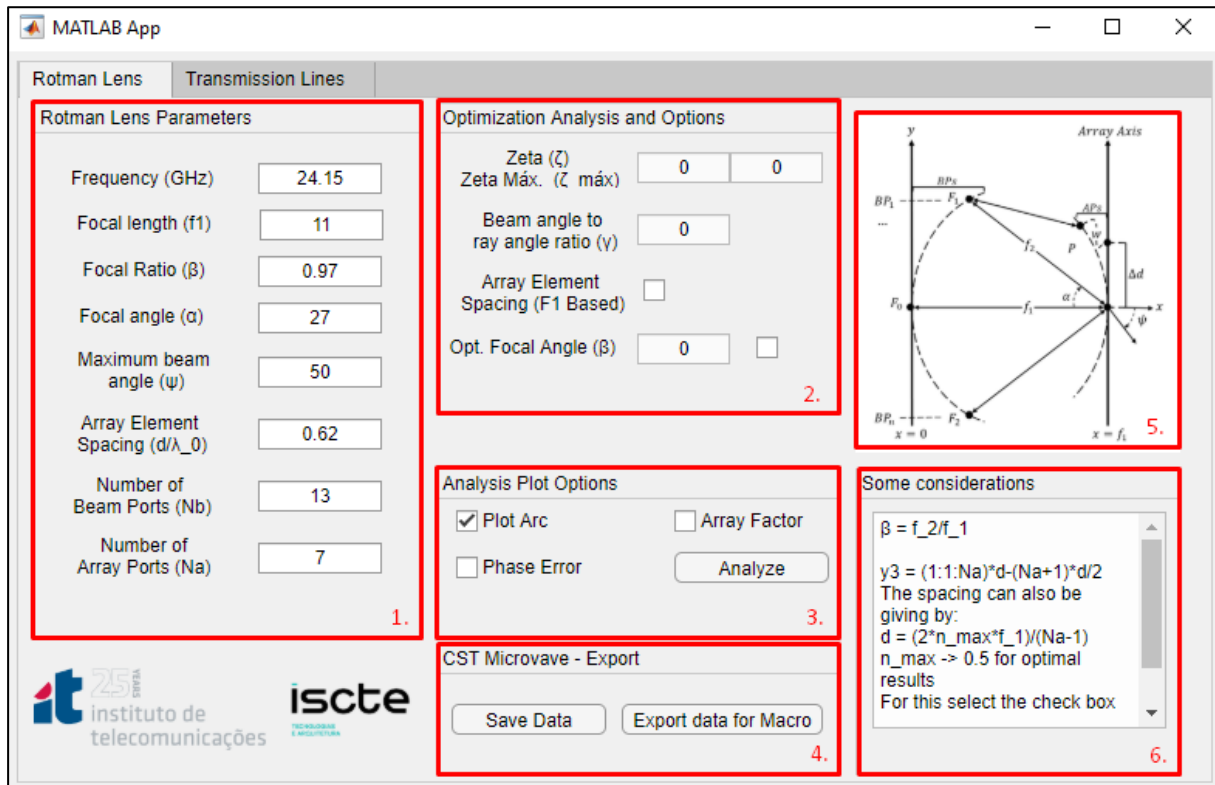 MATLAB App
Rotman Lens
Transmission Lines
Rotman Lens Parameters
Frequency (GHz)
24.15
Focal length (f1)
11
Focal Ratio (β)
0.97
Focal angle (α)
27
Maximum beam
angle (ψ)
50
Array Element
Spacing (d/λ_0)
0.62
Number of
Beam Ports (Nb)
13
Number of
Array Ports (Na)
7
1.
Optimization Analysis and Options
Zeta (ζ)
Zeta Máx. (ζ máx)
0
0
Beam angle to
ray angle ratio (γ)
0
Array Element
Spacing (F1 Based)
Opt. Focal Angle (β)
0
2.
Analysis Plot Options
Plot Arc
Array Factor
Phase Error
Analyze
3.
CST Microvave - Export
Save Data
Export data for Macro
4.
y
Array Axis
BPs
BP₁
F₁
APs
...
p
w
f₂
Δd
α
F₀
f₁
x
ψ
BPₙ
F₂
x = 0
x = f₁
5.
Some considerations
β = f_2/f_1
y3 = (1:1:Na)*d-(Na+1)*d/2
The spacing can also be
giving by:
d = (2*n_max*f_1)/(Na-1)
n_max -> 0.5 for optimal
results
For this select the check box
6.
it
25 YEARS
instituto de
telecomunicações
iscte
TECNOLOGIAS
E ARQUITETURA